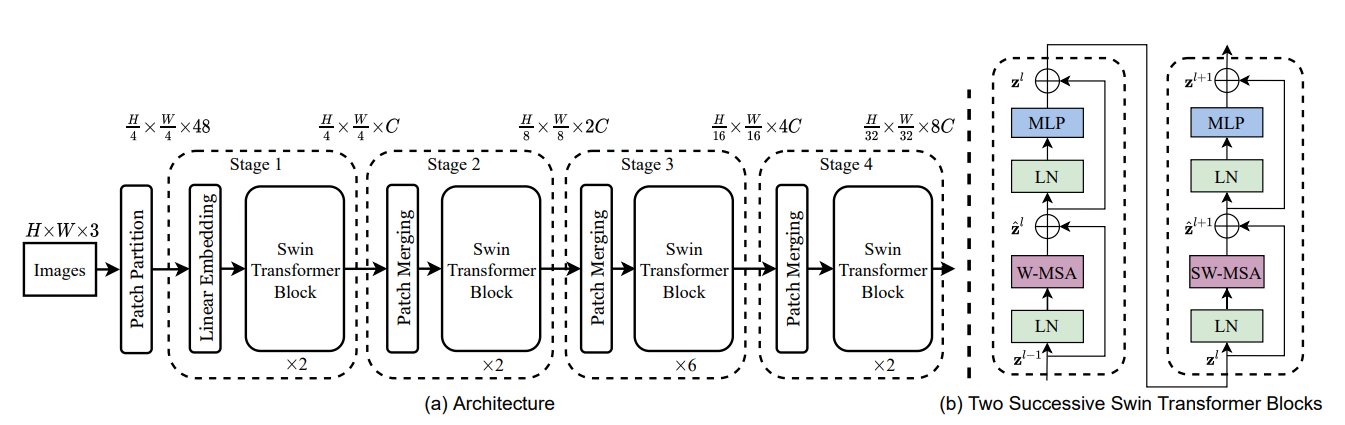 H/4 × W/4 × 48
H/4 × W/4 × C
H/8 × W/8 × 2C
H/16 × W/16 × 4C
H/32 × W/32 × 8C
H×W×3
Images
Patch Partition
Stage 1
Linear Embedding
Swin
Transformer
Block
×2
Stage 2
Patch Merging
Swin
Transformer
Block
×2
Stage 3
Patch Merging
Swin
Transformer
Block
×6
Stage 4
Patch Merging
Swin
Transformer
Block
×2
(a) Architecture
z^l
MLP
LN
ẑ^l
W-MSA
LN
z^{l-1}
z^{l+1}
MLP
LN
ẑ^{l+1}
SW-MSA
LN
z^l
(b) Two Successive Swin Transformer Blocks